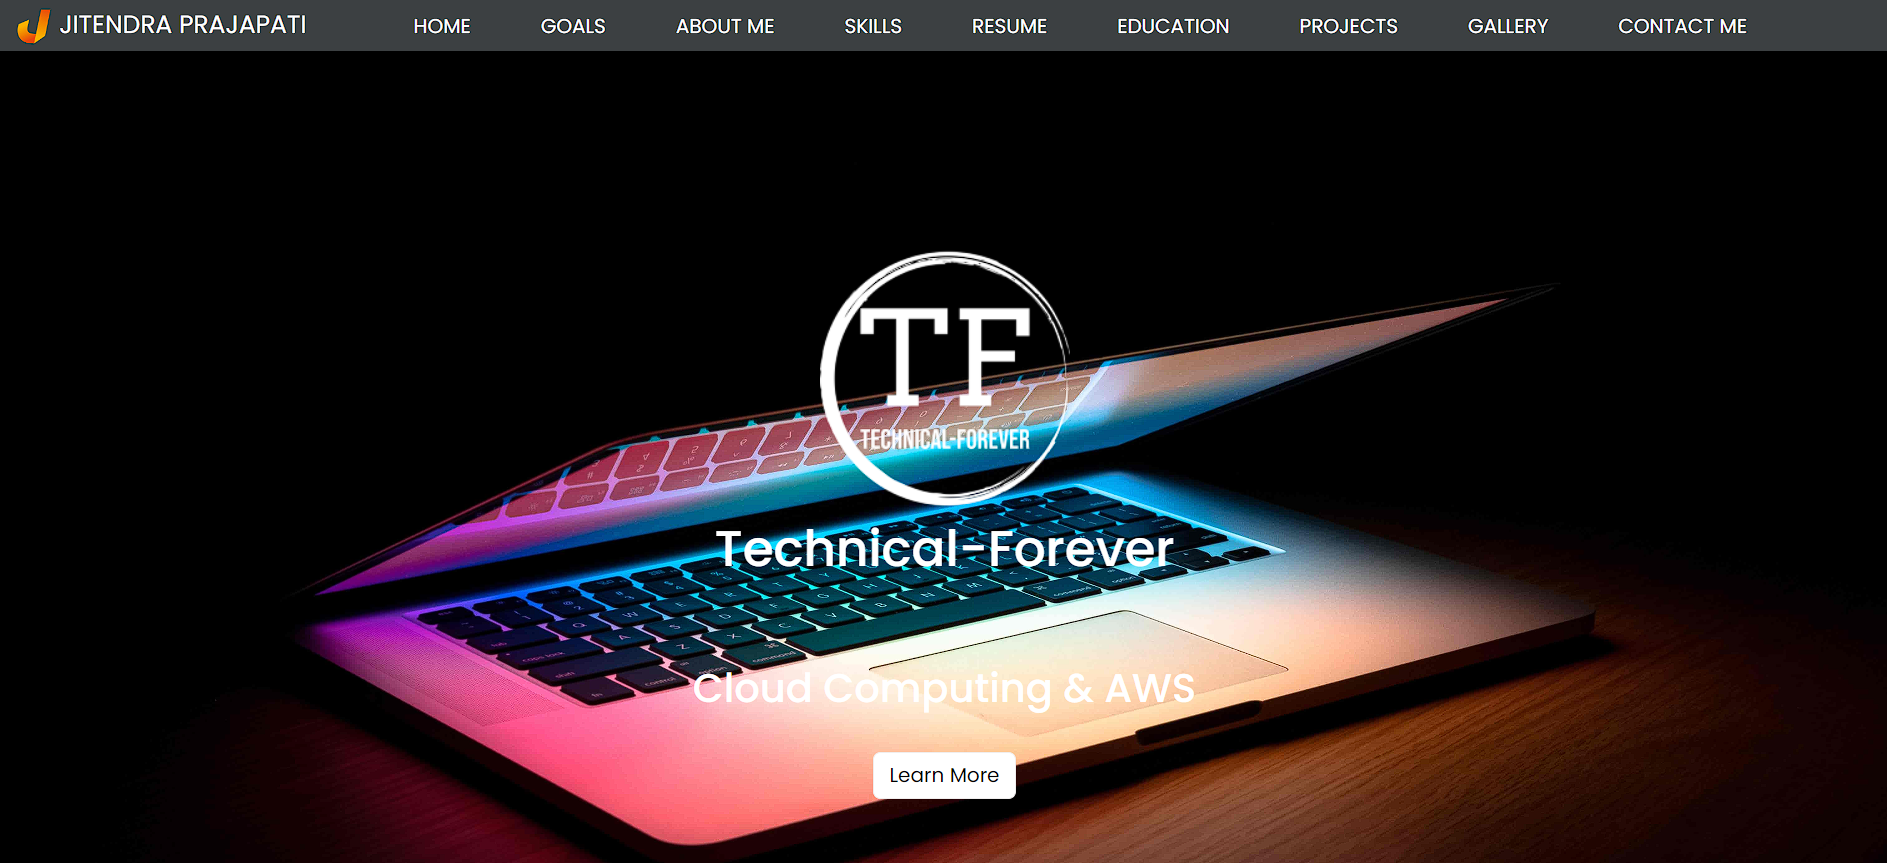 JITENDRA PRAJAPATI
HOME GOALS ABOUT ME SKILLS RESUME EDUCATION PROJECTS GALLERY CONTACT ME
TF
TECHNICAL-FOREVER
Technical-Forever
Cloud Computing & AWS
Learn More